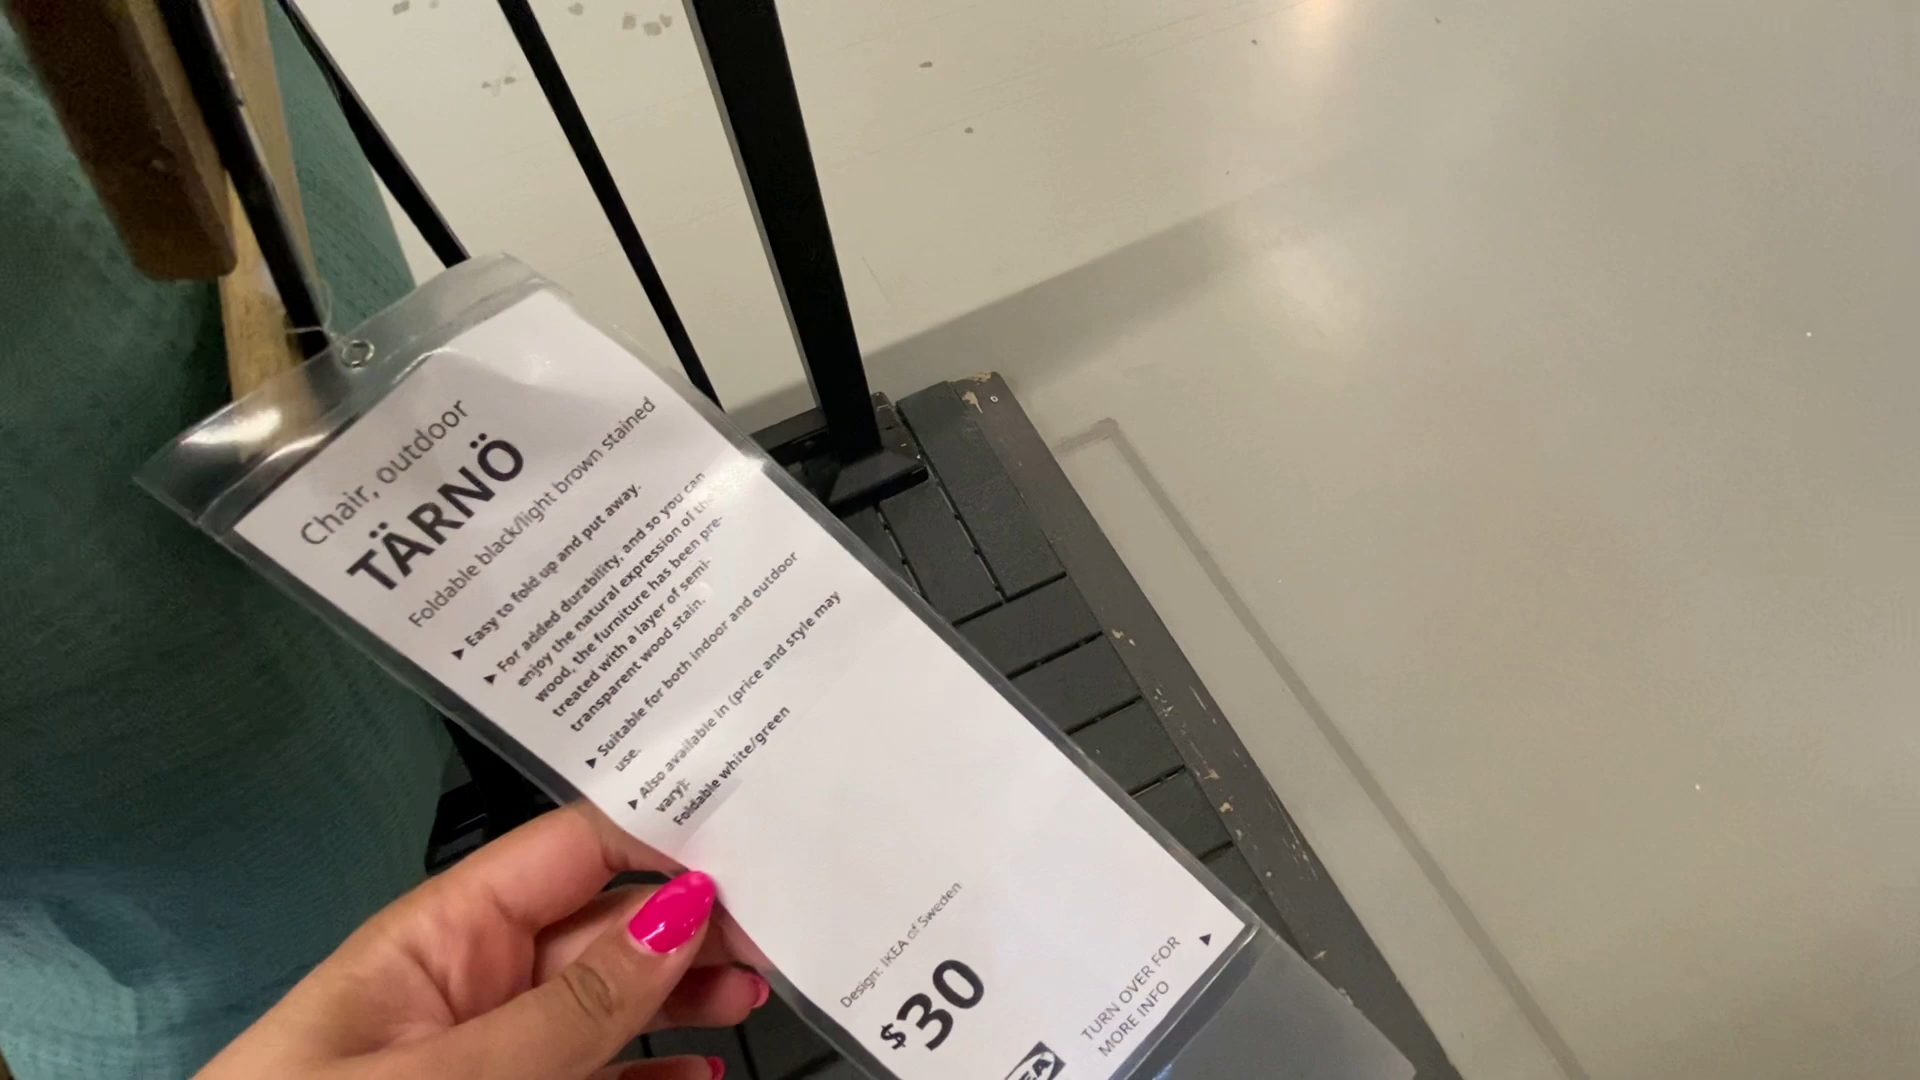 Chair, outdoor
TÄRNÖ
Foldable black/light brown stained
▶ Easy to fold up and put away.
▶ For added durability, and so you can
enjoy the natural expression of the
wood, the furniture has been pre-
treated with a layer of semi-
transparent wood stain.
▶ Suitable for both indoor and outdoor
use.
▶ Also available in (price and style may
vary):
Foldable white/green
Design: IKEA of Sweden
$30
TURN OVER FOR ▶
MORE INFO